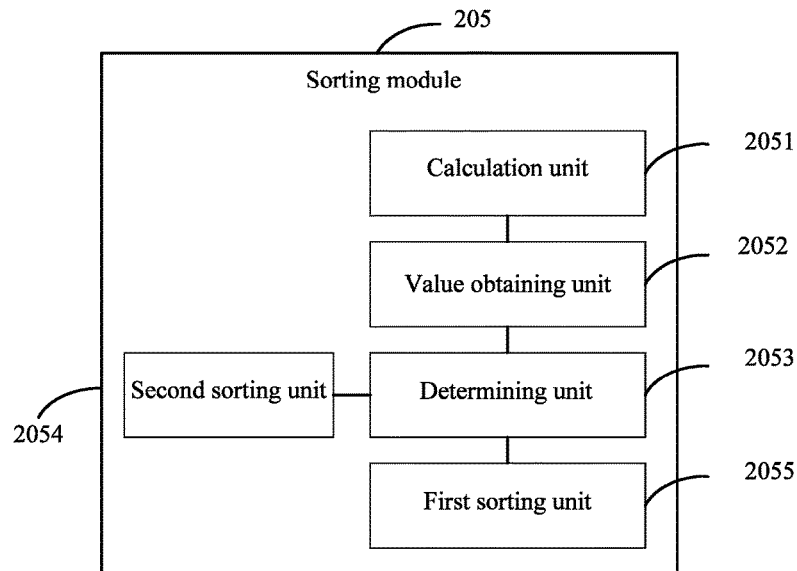 205
Sorting module
2051
Calculation unit
2052
Value obtaining unit
2053
Second sorting unit
Determining unit
2054
2055
First sorting unit